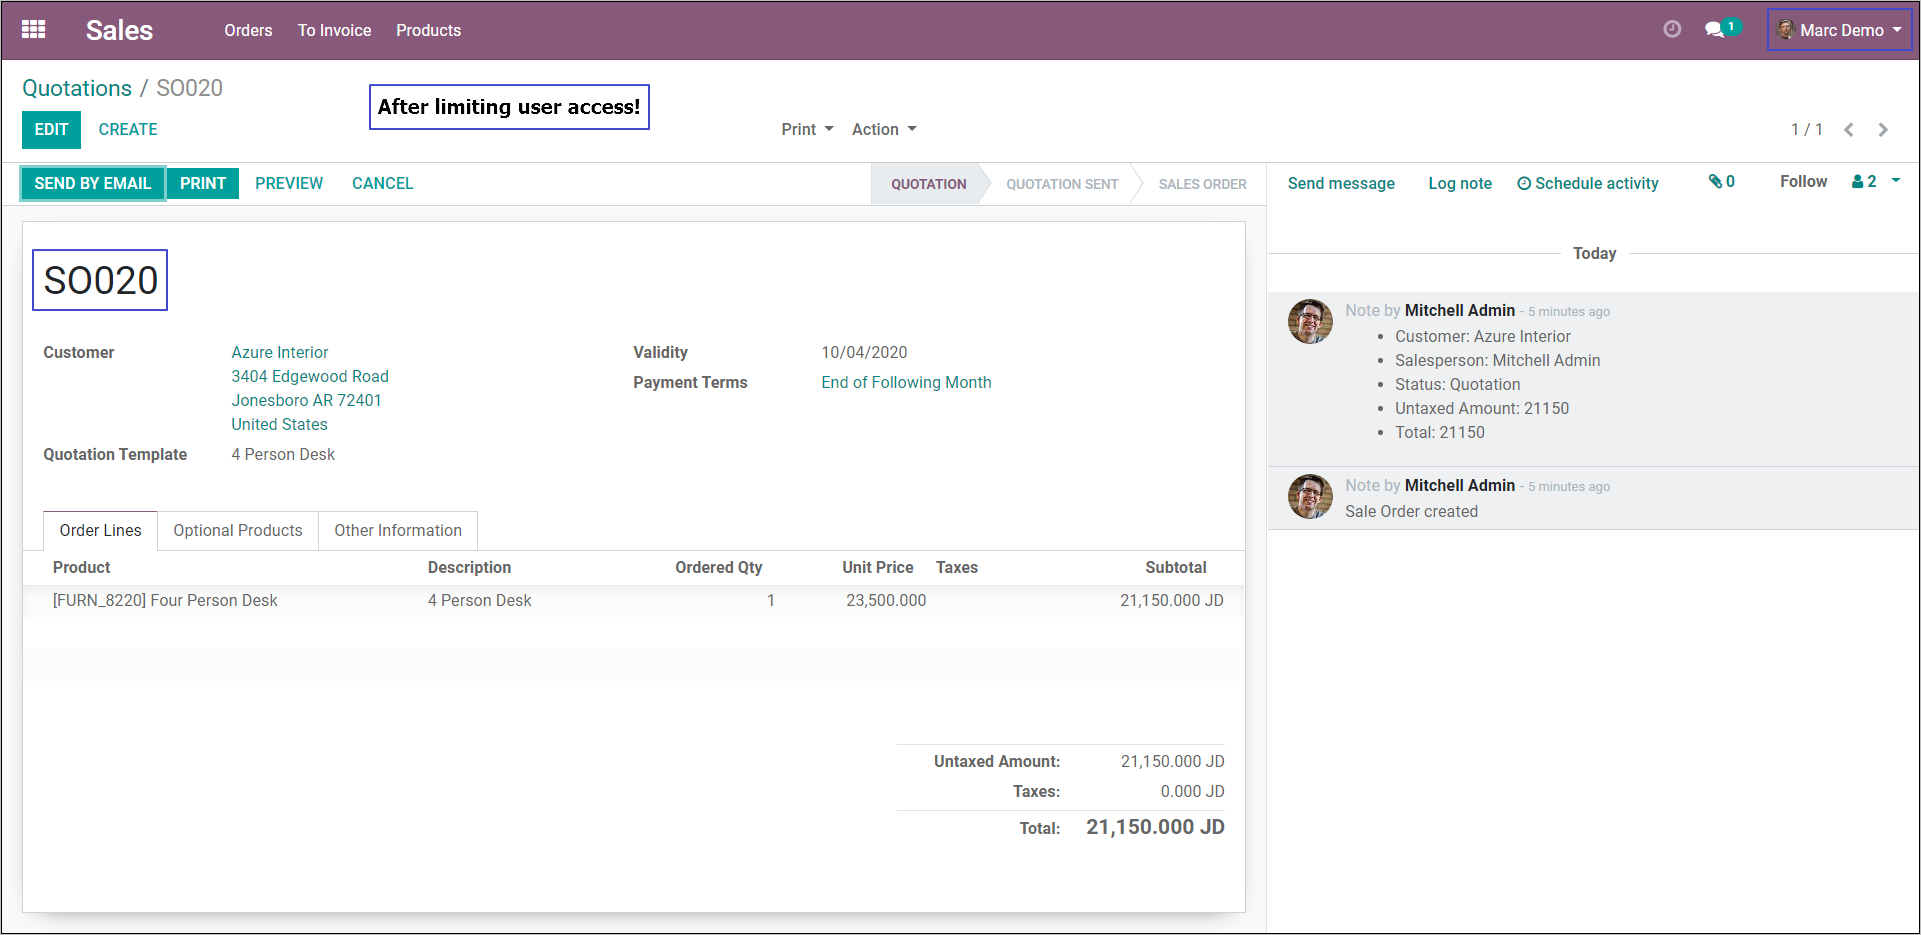 Sales Orders To Invoice Products 1 Marc Demo
Quotations / SO020
After limiting user access!
EDIT CREATE Print Action 1 / 1
SEND BY EMAIL PRINT PREVIEW CANCEL QUOTATION QUOTATION SENT SALES ORDER
Send message Log note Schedule activity 0 Follow 2
SO020
Customer Azure Interior
3404 Edgewood Road
Jonesboro AR 72401
United States
Quotation Template 4 Person Desk
Validity 10/04/2020
Payment Terms End of Following Month
Order Lines Optional Products Other Information
Product Description Ordered Qty Unit Price Taxes Subtotal
[FURN_8220] Four Person Desk 4 Person Desk 1 23,500.000 21,150.000 JD
Untaxed Amount: 21,150.000 JD
Taxes: 0.000 JD
Total: 21,150.000 JD
Today
Note by Mitchell Admin - 5 minutes ago
• Customer: Azure Interior
• Salesperson: Mitchell Admin
• Status: Quotation
• Untaxed Amount: 21150
• Total: 21150
Note by Mitchell Admin - 5 minutes ago
Sale Order created